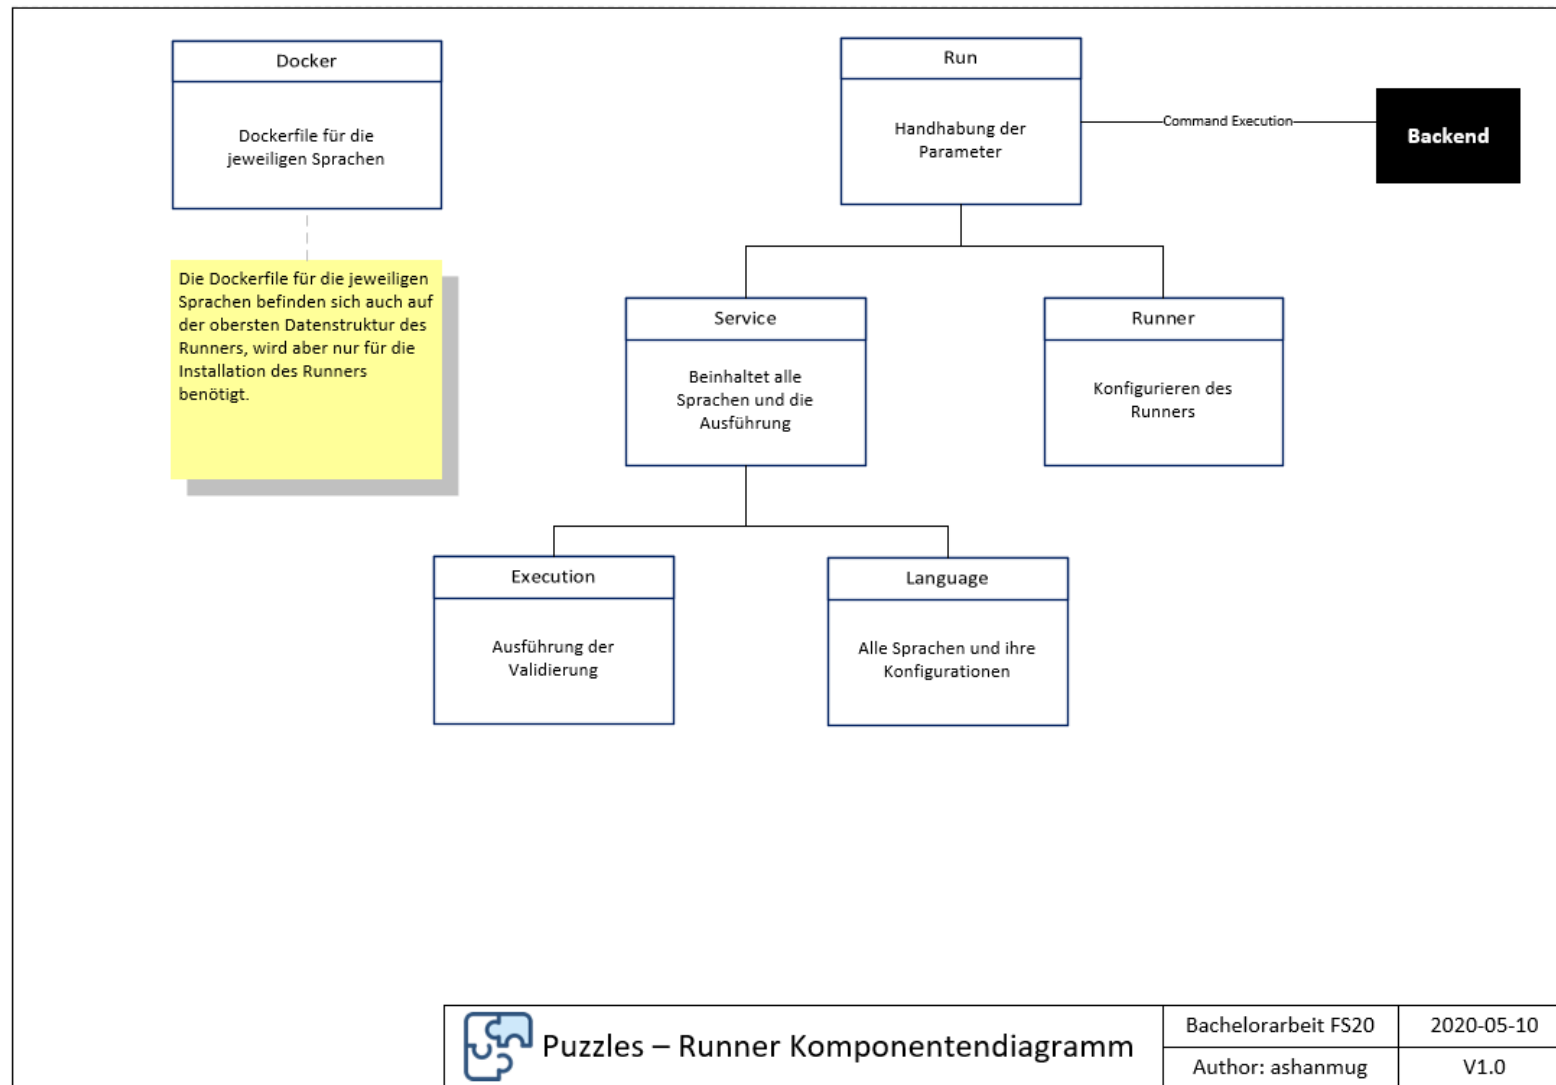 Docker
Dockerfile für die
jeweiligen Sprachen
Die Dockerfile für die jeweiligen
Sprachen befinden sich auch auf
der obersten Datenstruktur des
Runners, wird aber nur für die
Installation des Runners
benötigt.
Run
Handhabung der
Parameter
Command Execution
Backend
Service
Beinhaltet alle
Sprachen und die
Ausführung
Runner
Konfigurieren des
Runners
Execution
Ausführung der
Validierung
Language
Alle Sprachen und ihre
Konfigurationen
Puzzles – Runner Komponentendiagramm
Bachelorarbeit FS20
2020-05-10
Author: ashanmug
V1.0